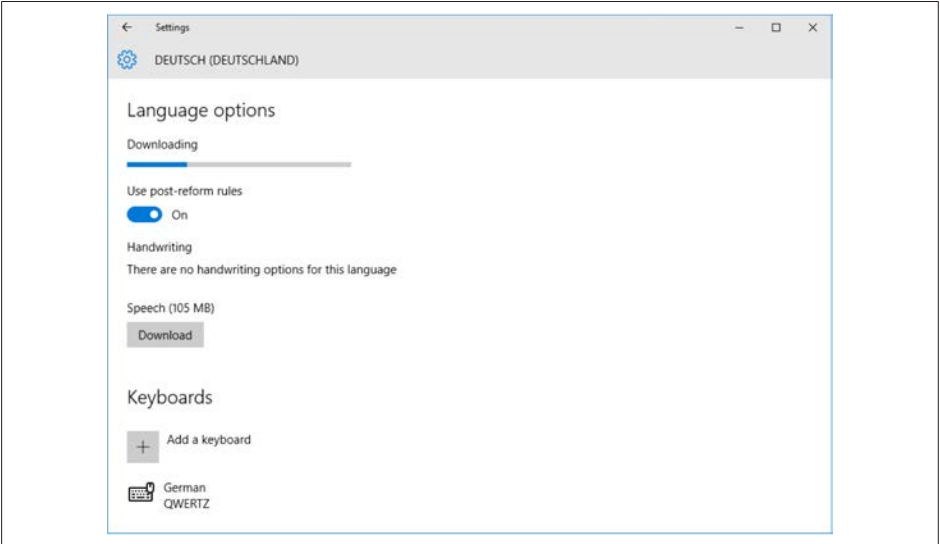 Settings
DEUTSCH (DEUTSCHLAND)
Language options
Downloading
Use post-reform rules
On
Handwriting
There are no handwriting options for this language
Speech (105 MB)
Download
Keyboards
Add a keyboard
German
QWERTZ